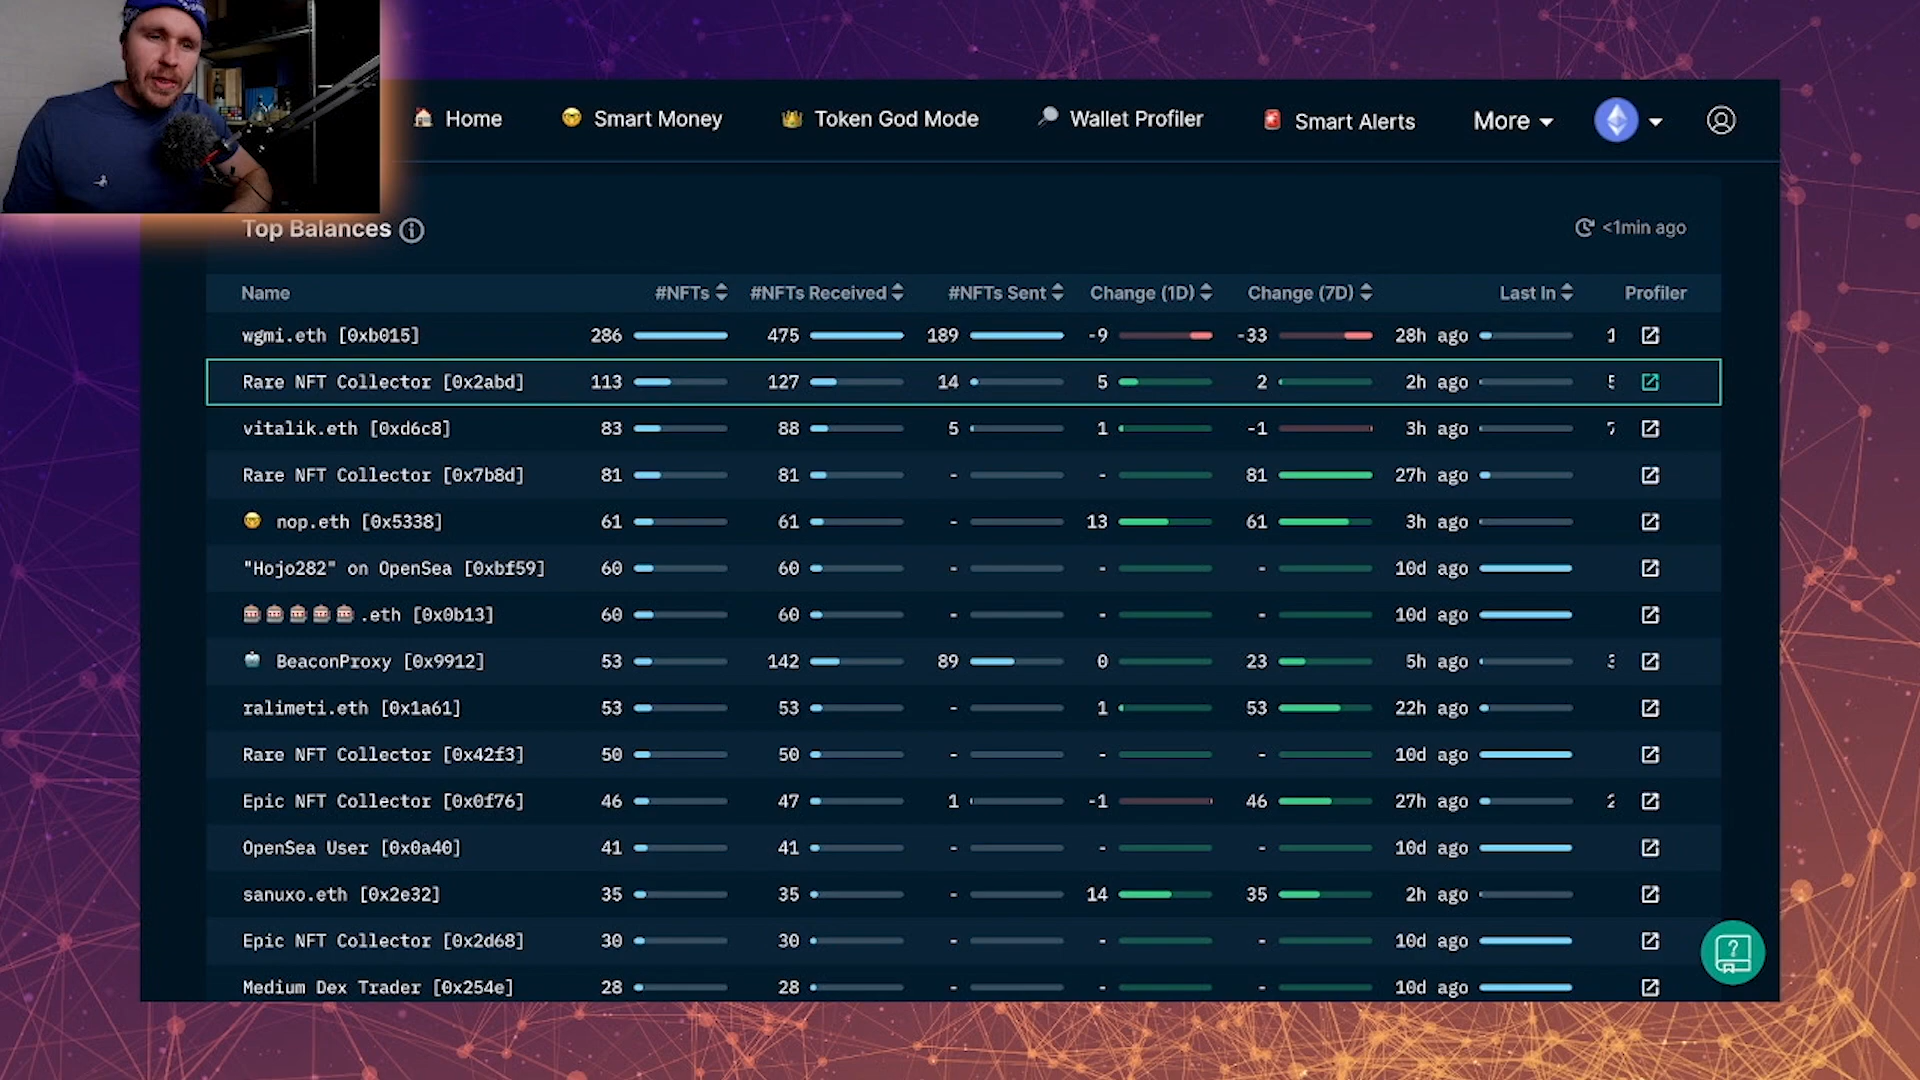 Home Smart Money Token God Mode Wallet Profiler Smart Alerts More
Top Balances <1min ago
Name #NFTs #NFTs Received #NFTs Sent Change (1D) Change (7D) Last In Profiler
wgmi.eth [0xb015] 286 475 189 -9 -33 28h ago 1
Rare NFT Collector [0x2abd] 113 127 14 5 2 2h ago
vitalik.eth [0xd6c8] 83 88 5 1 -1 3h ago
Rare NFT Collector [0x7b8d] 81 81 - - 81 27h ago
nop.eth [0x5338] 61 61 - 13 61 3h ago
"Hojo282" on OpenSea [0xbf59] 60 60 - - - 10d ago
.eth [0x0b13] 60 60 - - - 10d ago
BeaconProxy [0x9912] 53 142 89 0 23 5h ago
ralimeti.eth [0x1a61] 53 53 - 1 53 22h ago
Rare NFT Collector [0x42f3] 50 50 - - - 10d ago
Epic NFT Collector [0x0f76] 46 47 1 -1 46 27h ago
OpenSea User [0x0a40] 41 41 - - - 10d ago
sanuxo.eth [0x2e32] 35 35 - 14 35 2h ago
Epic NFT Collector [0x2d68] 30 30 - - - 10d ago
Medium Dex Trader [0x254e] 28 28 - - - 10d ago